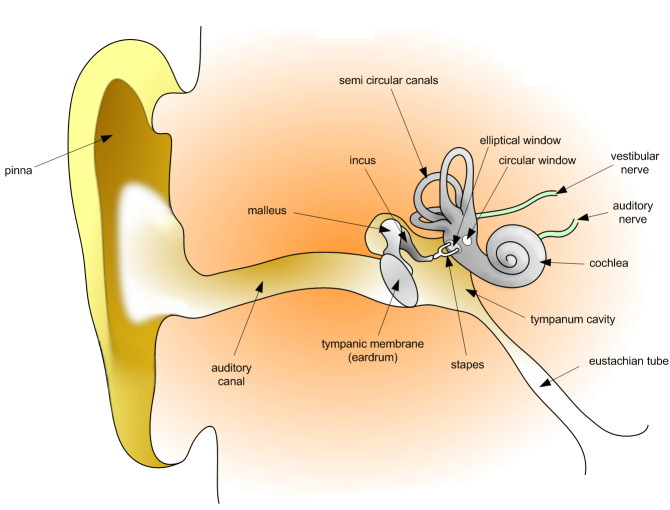 semi circular canals
elliptical window
circular window
incus
vestibular
nerve
pinna
malleus
auditory
nerve
cochlea
tympanum cavity
tympanic membrane
(eardrum)
auditory
canal
stapes
eustachian tube